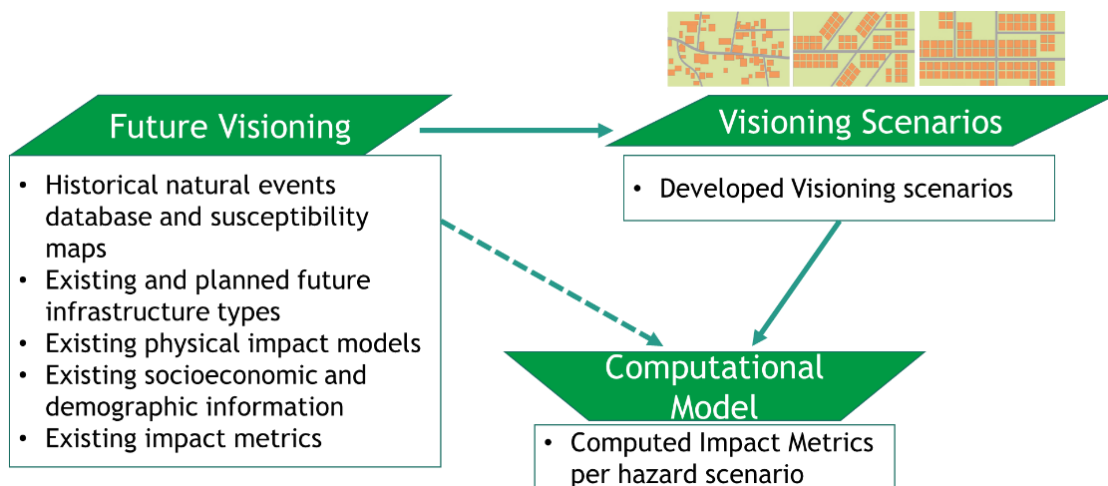 Future Visioning
• Historical natural events
database and susceptibility
maps
• Existing and planned future
infrastructure types
• Existing physical impact models
• Existing socioeconomic and
demographic information
• Existing impact metrics
Visioning Scenarios
• Developed Visioning scenarios
Computational
Model
• Computed Impact Metrics
per hazard scenario